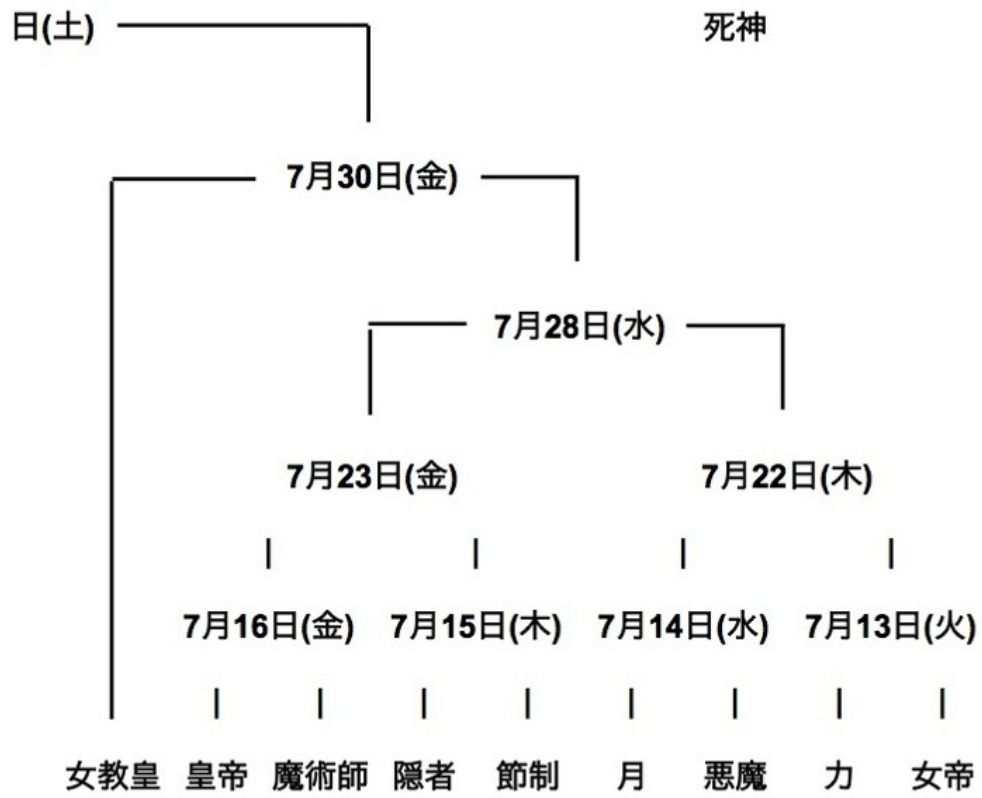 日(土) 死神
7月30日(金)
7月28日(水)
7月23日(金) 7月22日(木)
7月16日(金) 7月15日(木) 7月14日(水) 7月13日(火)
女教皇 皇帝 魔術師 隠者 節制 月 悪魔 力 女帝